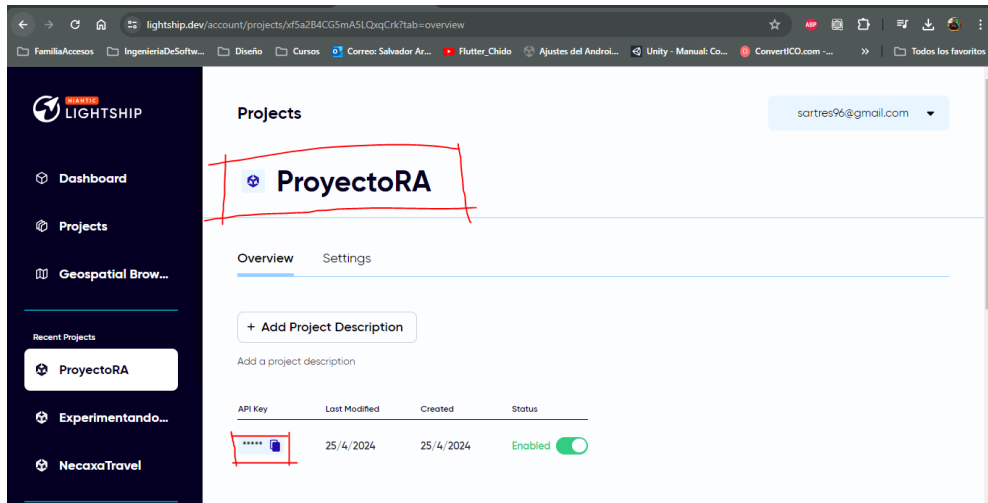 lightship.dev/account/projects/xf5a2B4CG5mA5LQxqCrk?tab=overview
ABP
FamiliaAccesos
IngenieriaDeSoftw...
Diseño
Cursos
Correo: Salvador Ar...
Flutter_Chido
Ajustes del Androi...
Unity - Manual: Co...
ConvertICO.com -...
»
Todos los favoritos
NIANTIC
LIGHTSHIP
Dashboard
Projects
Geospatial Brow...
Recent Projects
ProyectoRA
Experimentando...
NecaxaTravel
Projects
sartres96@gmail.com
ProyectoRA
Overview
Settings
+ Add Project Description
Add a project description
API Key Last Modified Created Status
***** 25/4/2024 25/4/2024 Enabled